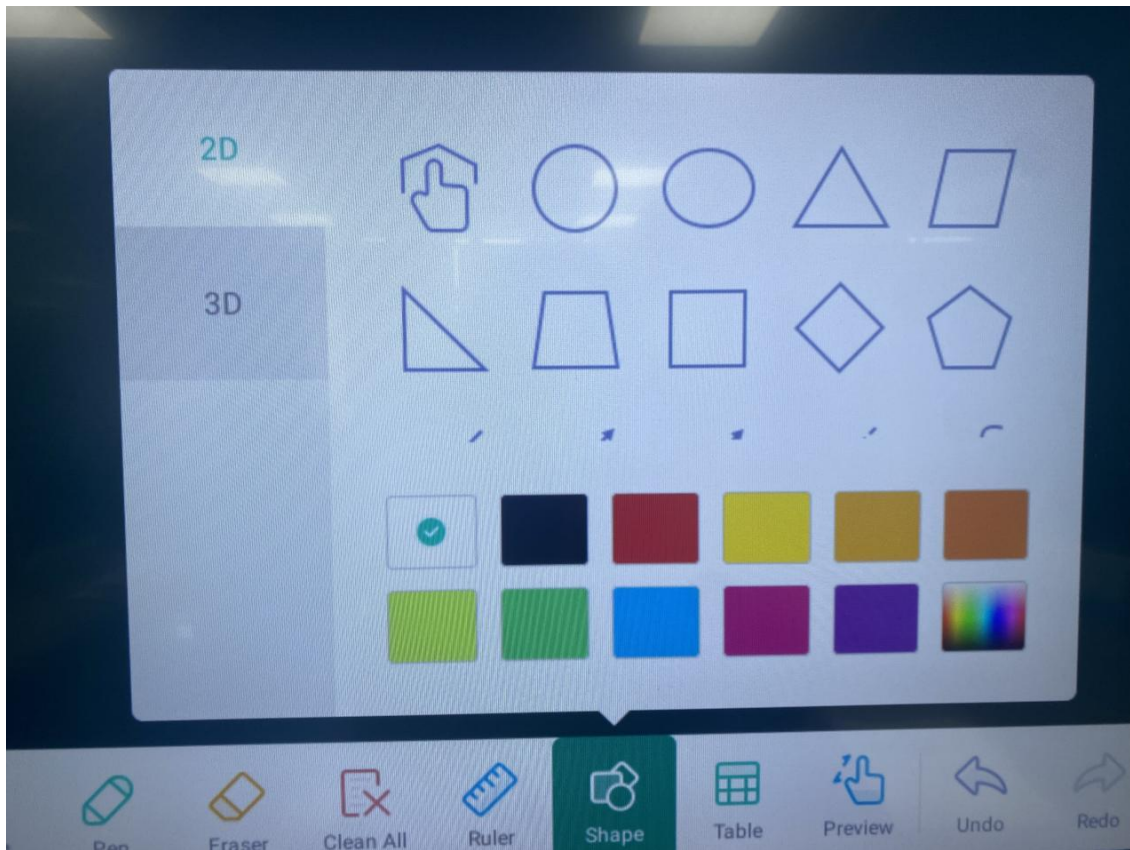 2D
3D
Pen
Eraser
Clean All
Ruler
Shape
Table
Preview
Undo
Redo